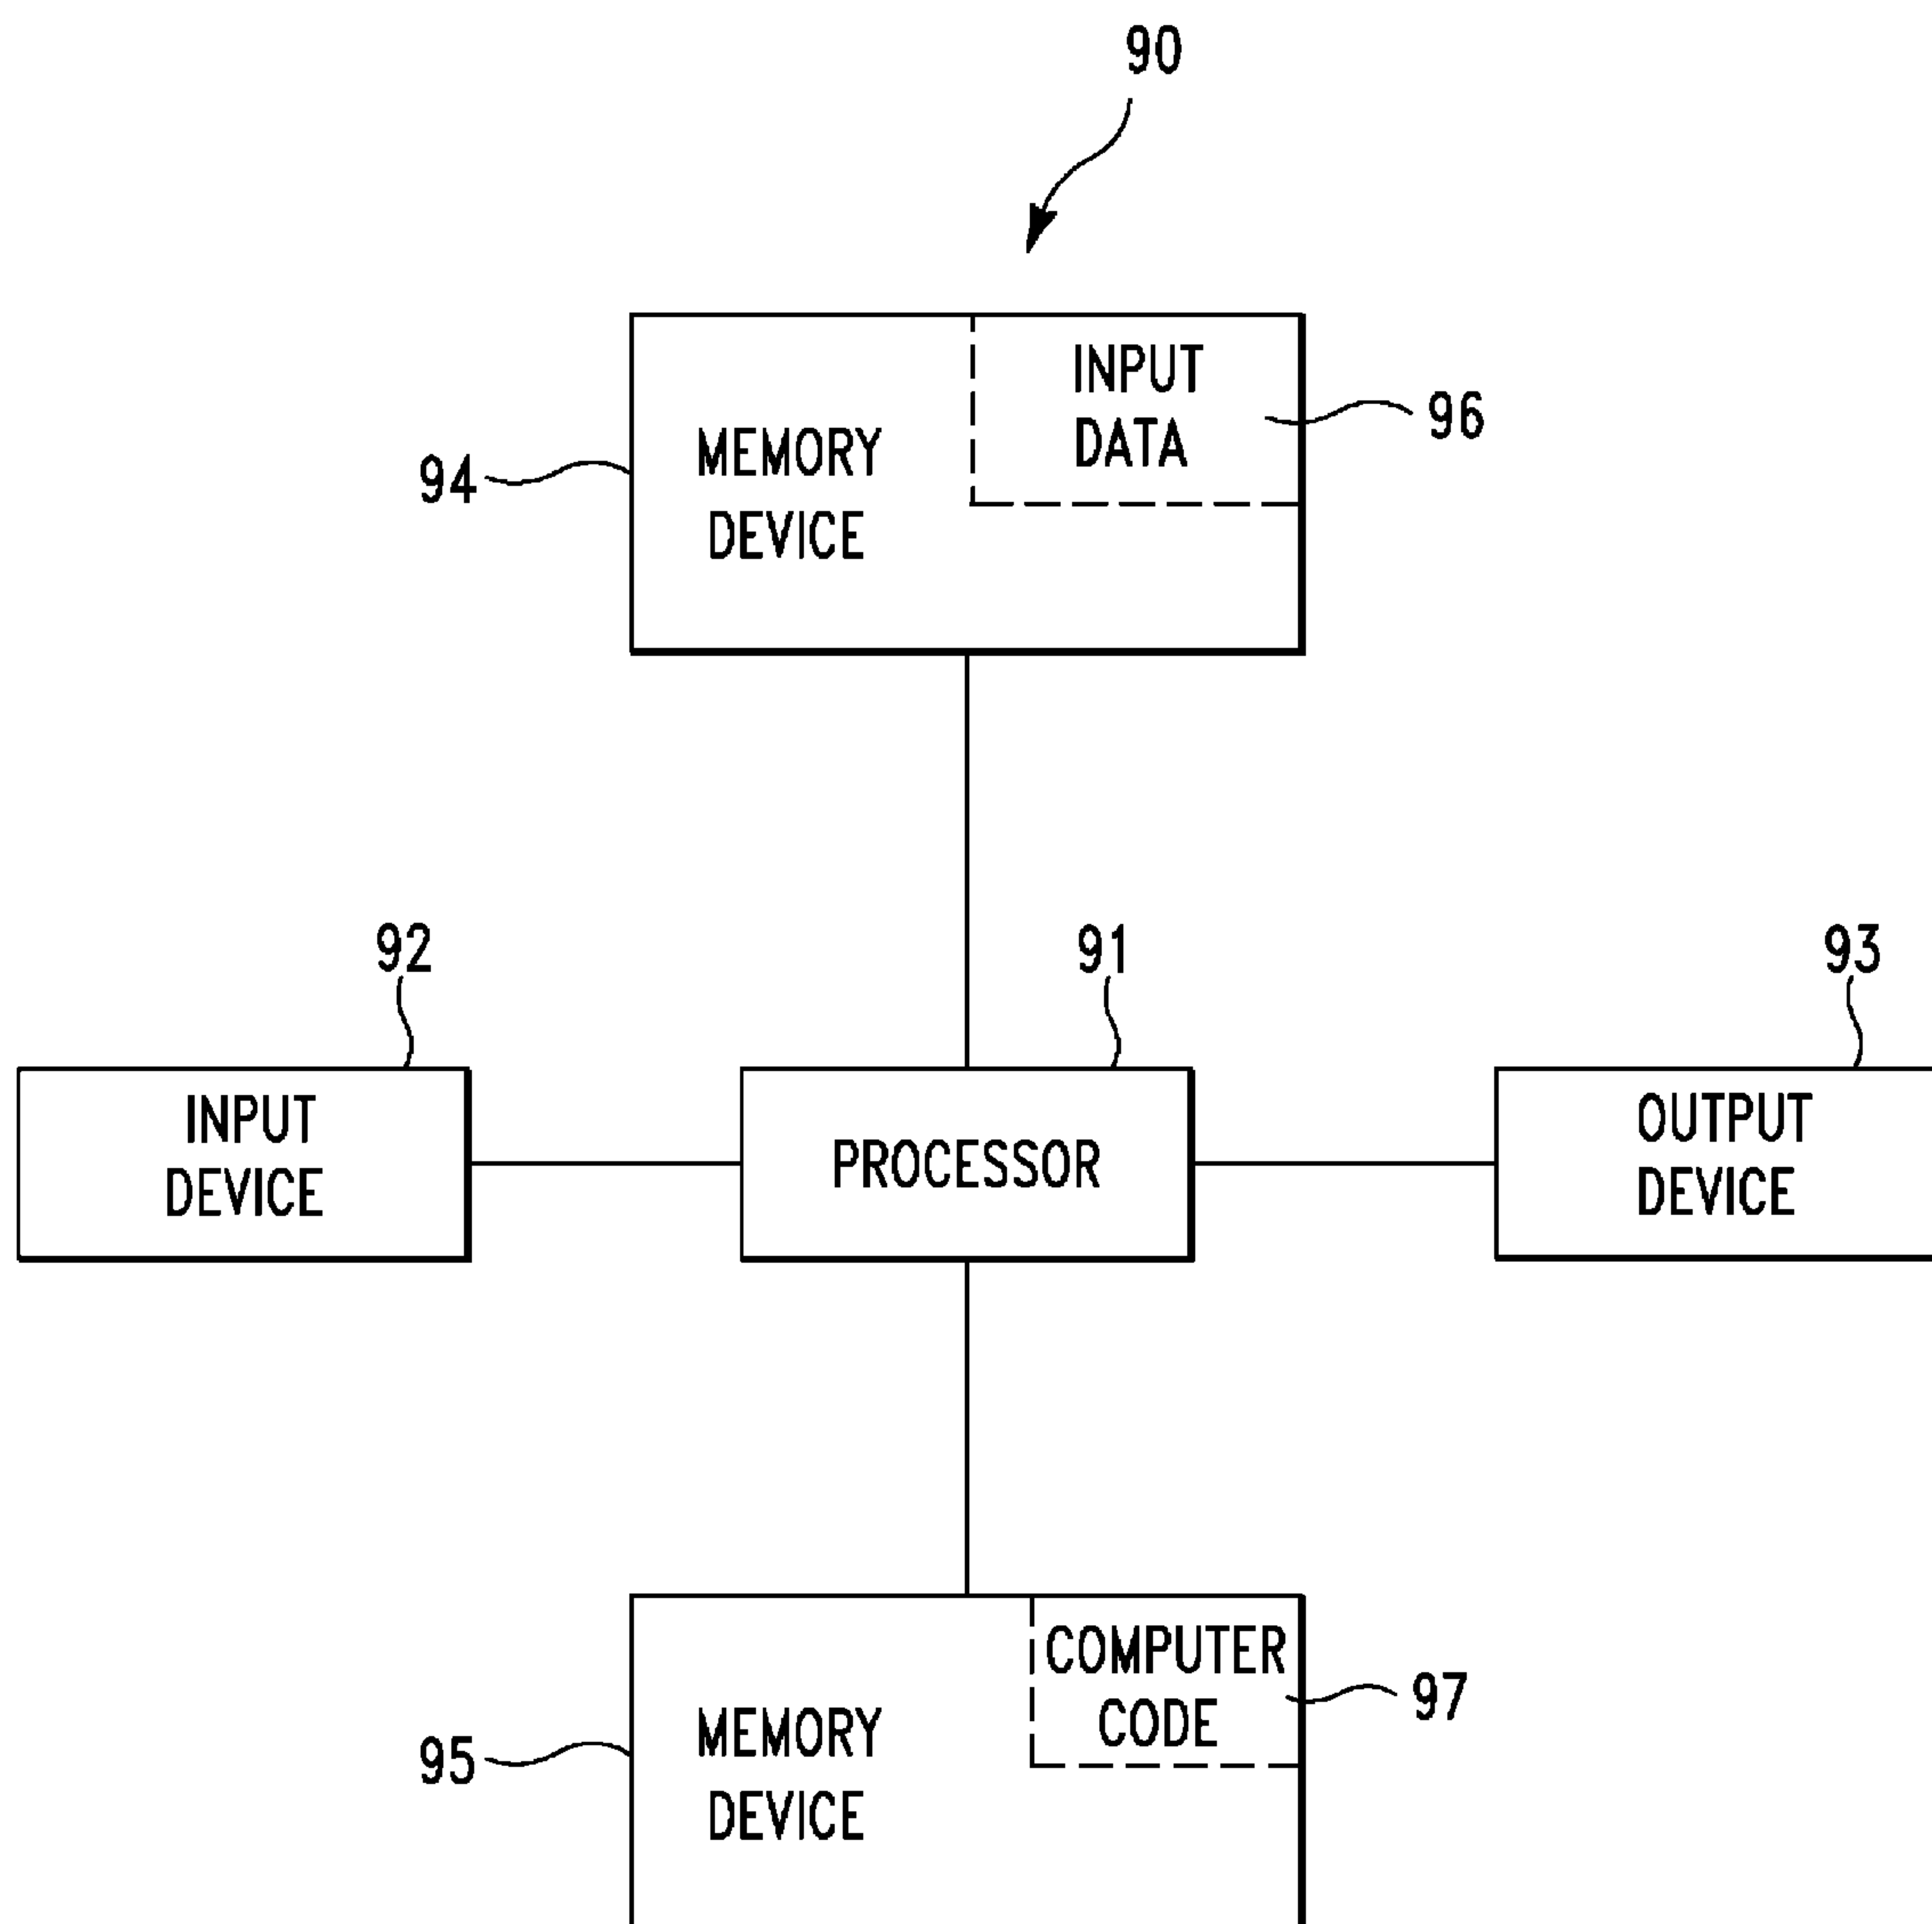 90
INPUT
DATA
96
MEMORY
DEVICE
94
92
91
93
INPUT
DEVICE
PROCESSOR
OUTPUT
DEVICE
COMPUTER
CODE
97
MEMORY
DEVICE
95